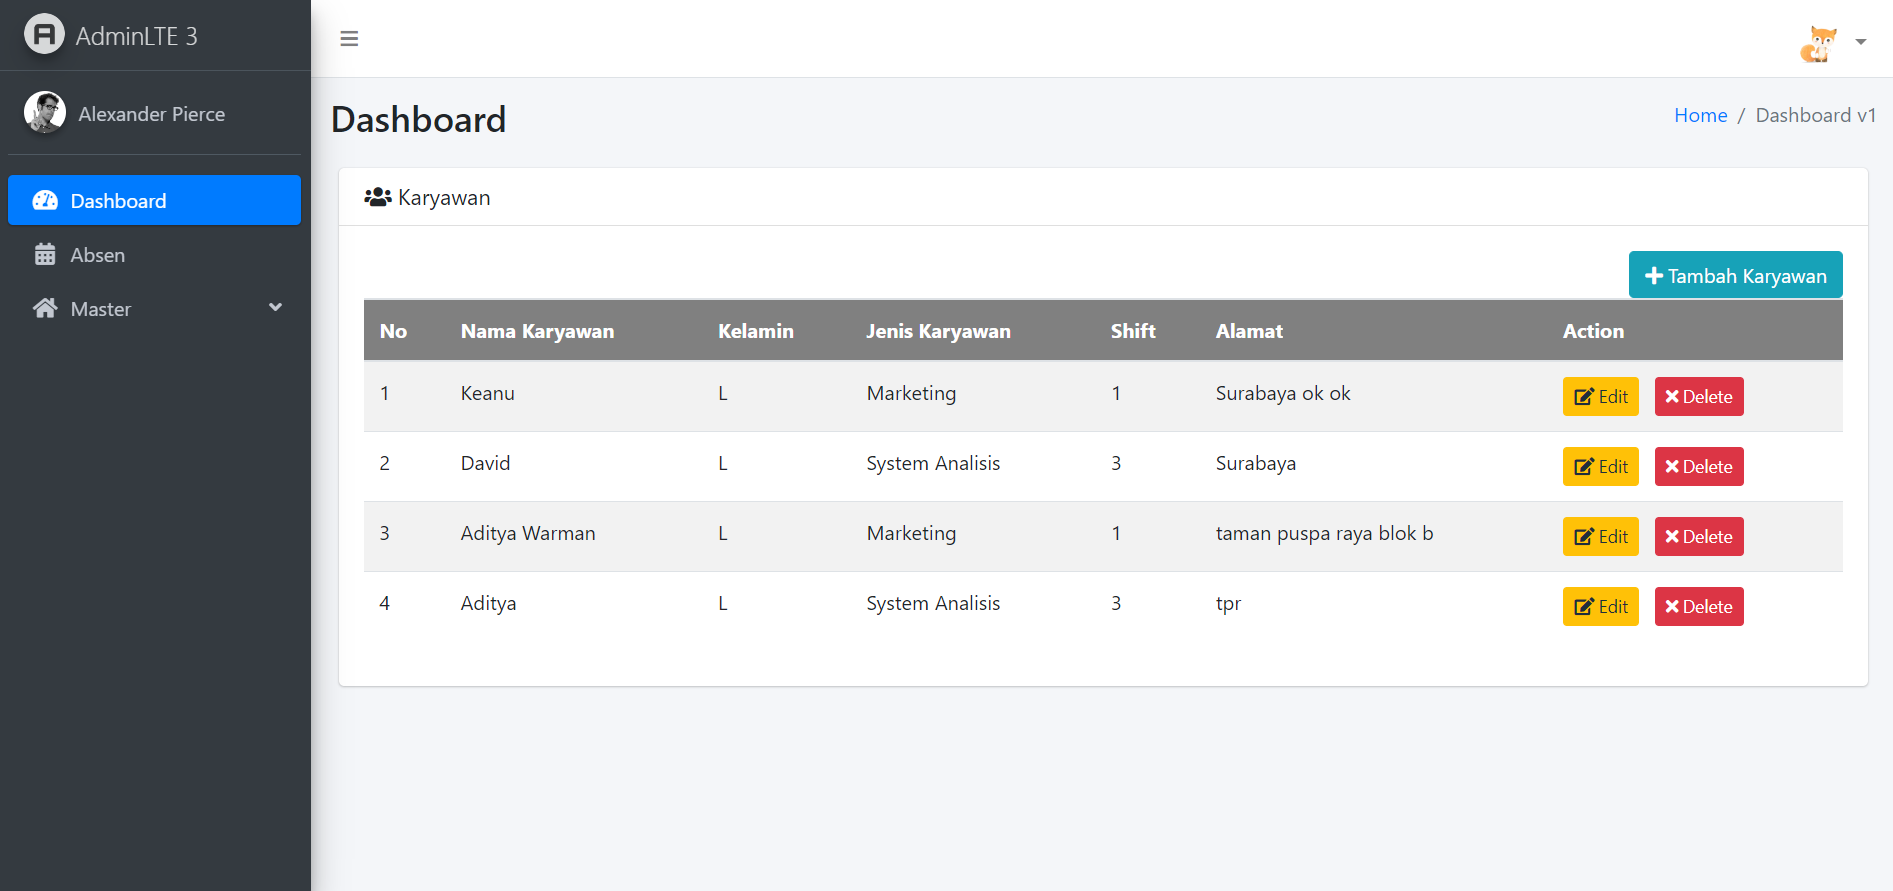 AdminLTE 3
Alexander Pierce
Dashboard
Absen
Master
Dashboard
Home / Dashboard v1
Karyawan
Tambah Karyawan
No Nama Karyawan Kelamin Jenis Karyawan Shift Alamat Action
1 Keanu L Marketing 1 Surabaya ok ok Edit Delete
2 David L System Analisis 3 Surabaya Edit Delete
3 Aditya Warman L Marketing 1 taman puspa raya blok b Edit Delete
4 Aditya L System Analisis 3 tpr Edit Delete